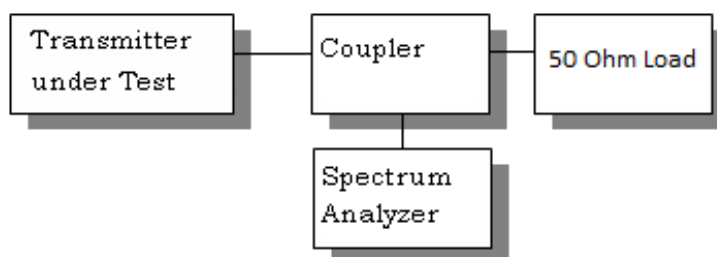 Transmitter
under Test
Coupler
50 Ohm Load
Spectrum
Analyzer